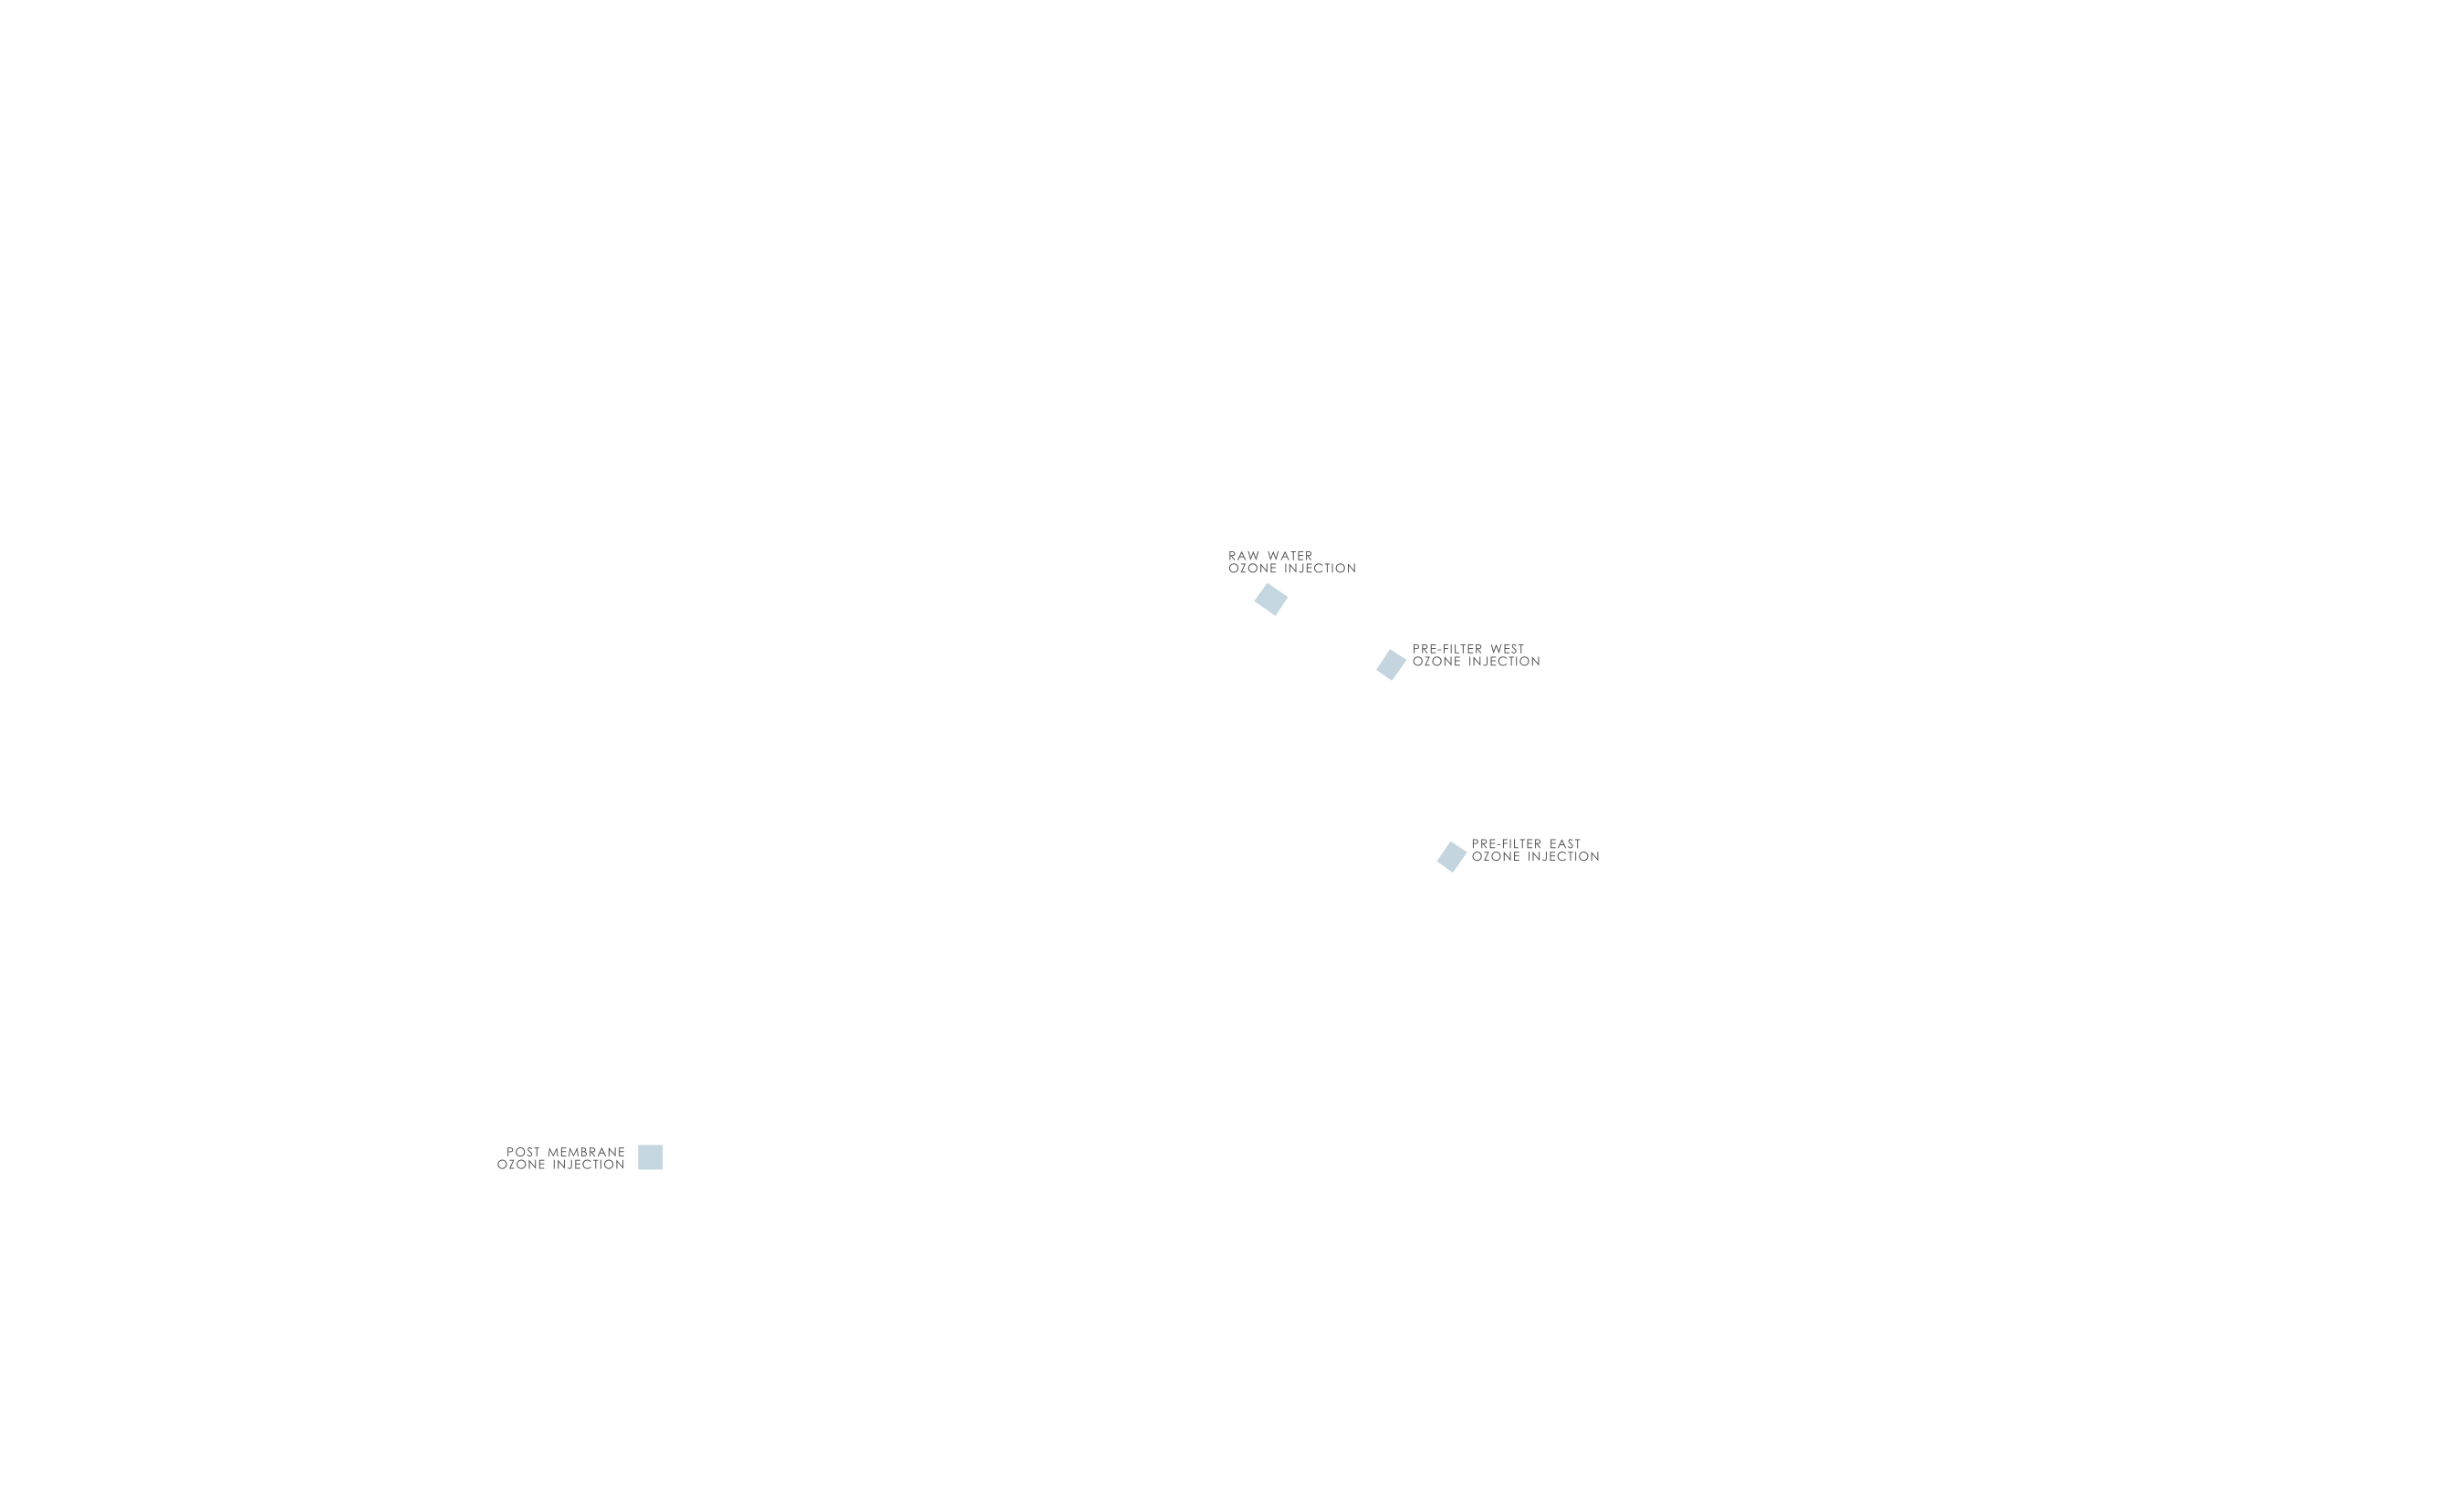 RAW WATER
OZONE INJECTION
PRE-FILTER WEST
OZONE INJECTION
PRE-FILTER EAST
OZONE INJECTION
POST MEMBRANE
OZONE INJECTION